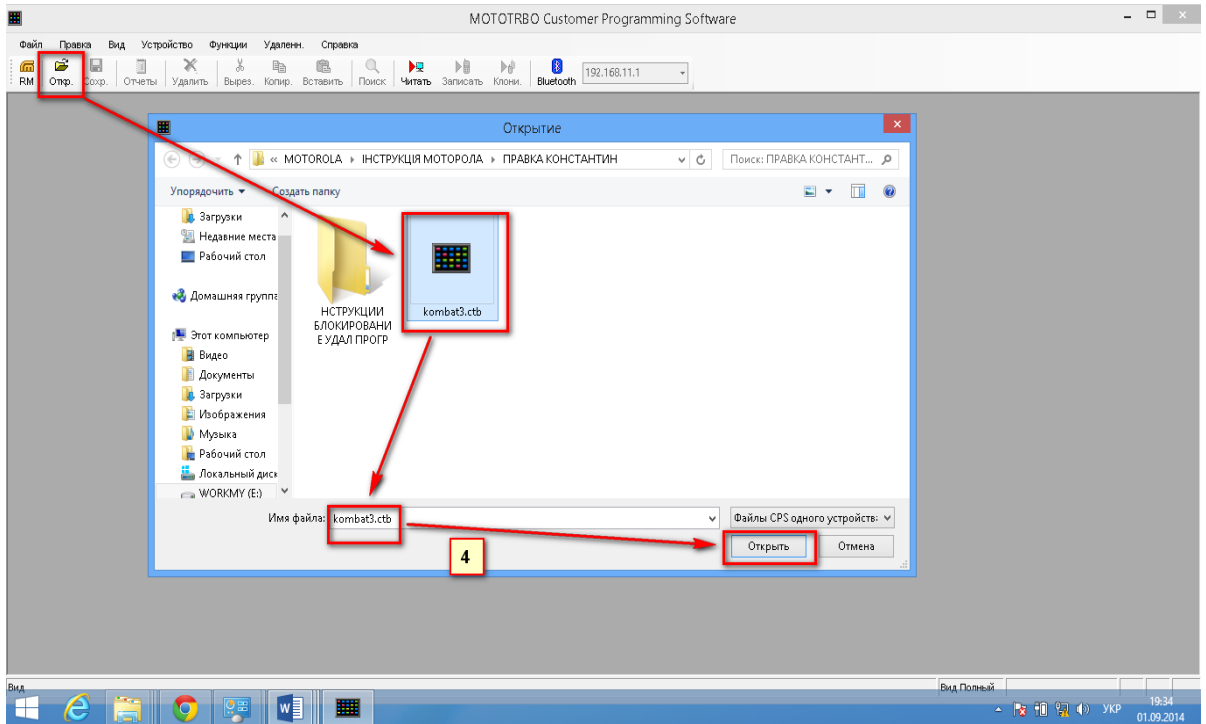 MOTOTRBO Customer Programming Software
Файл Правка Вид Устройство Функции Удаленн. Справка
RM Откр. Сохр. Отчеты Удалить Вырез. Копир. Вставить Поиск Читать Записать Клони. Bluetooth 192.168.11.1
Открытие
« MOTOROLA ▸ ІНСТРУКЦІЯ МОТОРОЛА ▸ ПРАВКА КОНСТАНТИН
Поиск: ПРАВКА КОНСТАНТ...
Упорядочить Создать папку
Загрузки
Недавние места
Рабочий стол
Домашняя группа
Этот компьютер
Видео
Документы
Загрузки
Изображения
Музыка
Рабочий стол
Локальный диск
WORKMY (E:)
НСТРУКЦИИ
БЛОКИРОВАНИ
Е УДАЛ ПРОГР
kombat3.ctb
Имя файла: kombat3.ctb
Файлы CPS одного устройств:
Открыть Отмена
4
Вид
Вид Полный
УКР
19:34
01.09.2014